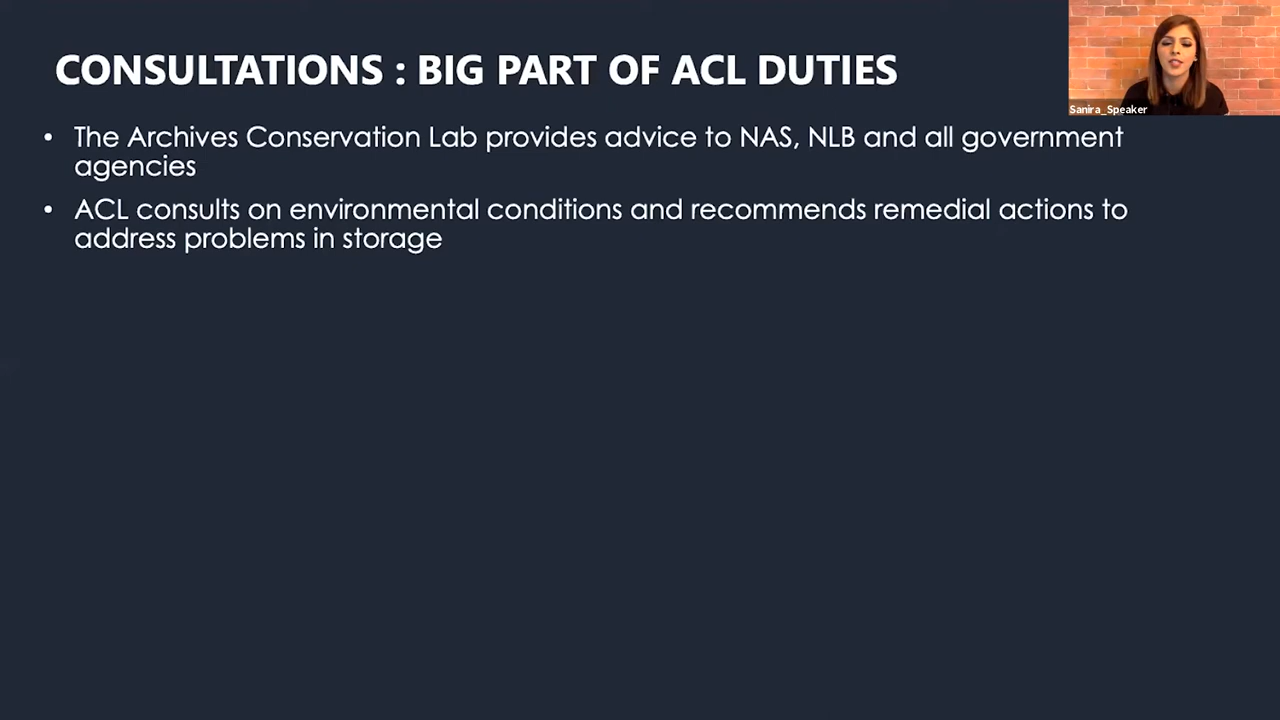 CONSULTATIONS : BIG PART OF ACL DUTIES
Sanira_Speaker
• The Archives Conservation Lab provides advice to NAS, NLB and all government
agencies
• ACL consults on environmental conditions and recommends remedial actions to
address problems in storage